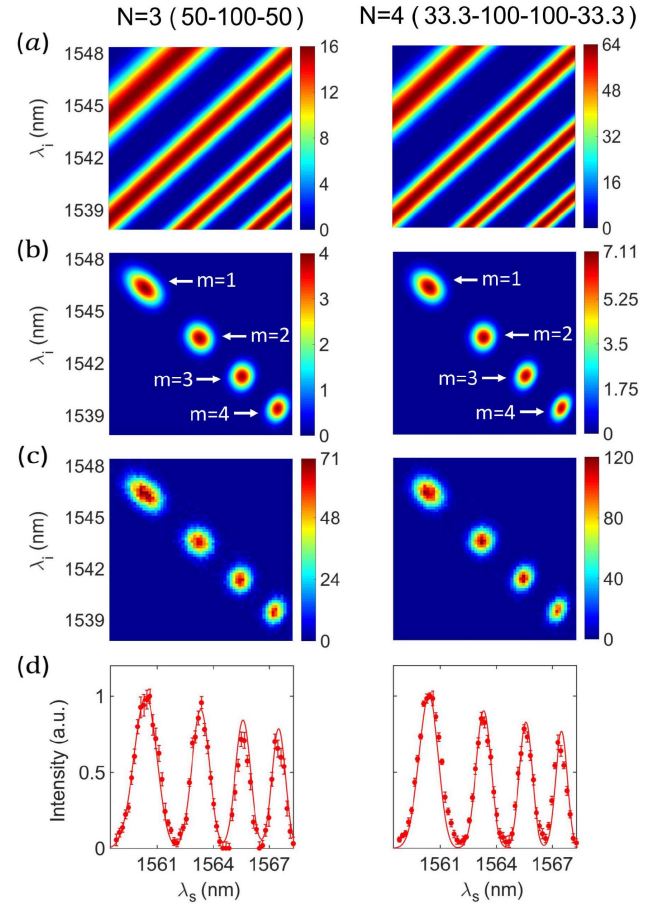 N=3 (50-100-50)
N=4 (33.3-100-100-33.3)
(a)
λi (nm)
1548
1545
1542
1539
16
12
8
4
0
64
48
32
16
0
(b)
λi (nm)
1548
1545
1542
1539
m=1
m=2
m=3
m=4
4
3
2
1
0
m=1
m=2
m=3
m=4
7.11
5.25
3.5
1.75
0
(c)
λi (nm)
1548
1545
1542
1539
71
48
24
0
120
80
40
0
(d)
Intensity (a.u.)
1
0.5
0
1561
1564
1567
λs (nm)
1561
1564
1567
λs (nm)